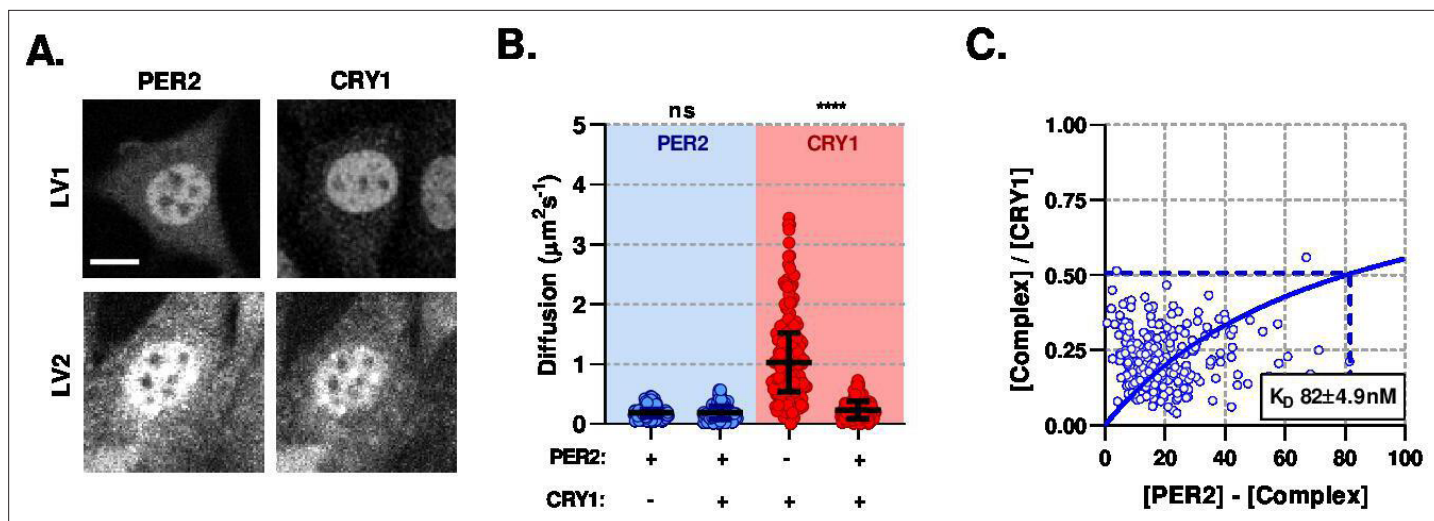 A.
PER2 CRY1
LV1
LV2
B.
ns ****
PER2 CRY1
Diffusion (μm²s⁻¹)
5
4
3
2
1
0
PER2: + + - +
CRY1: - + + +
C.
[Complex] / [CRY1]
1.00
0.75
0.50
0.25
0.00
K_D 82±4.9nM
0 20 40 60 80 100
[PER2] - [Complex]